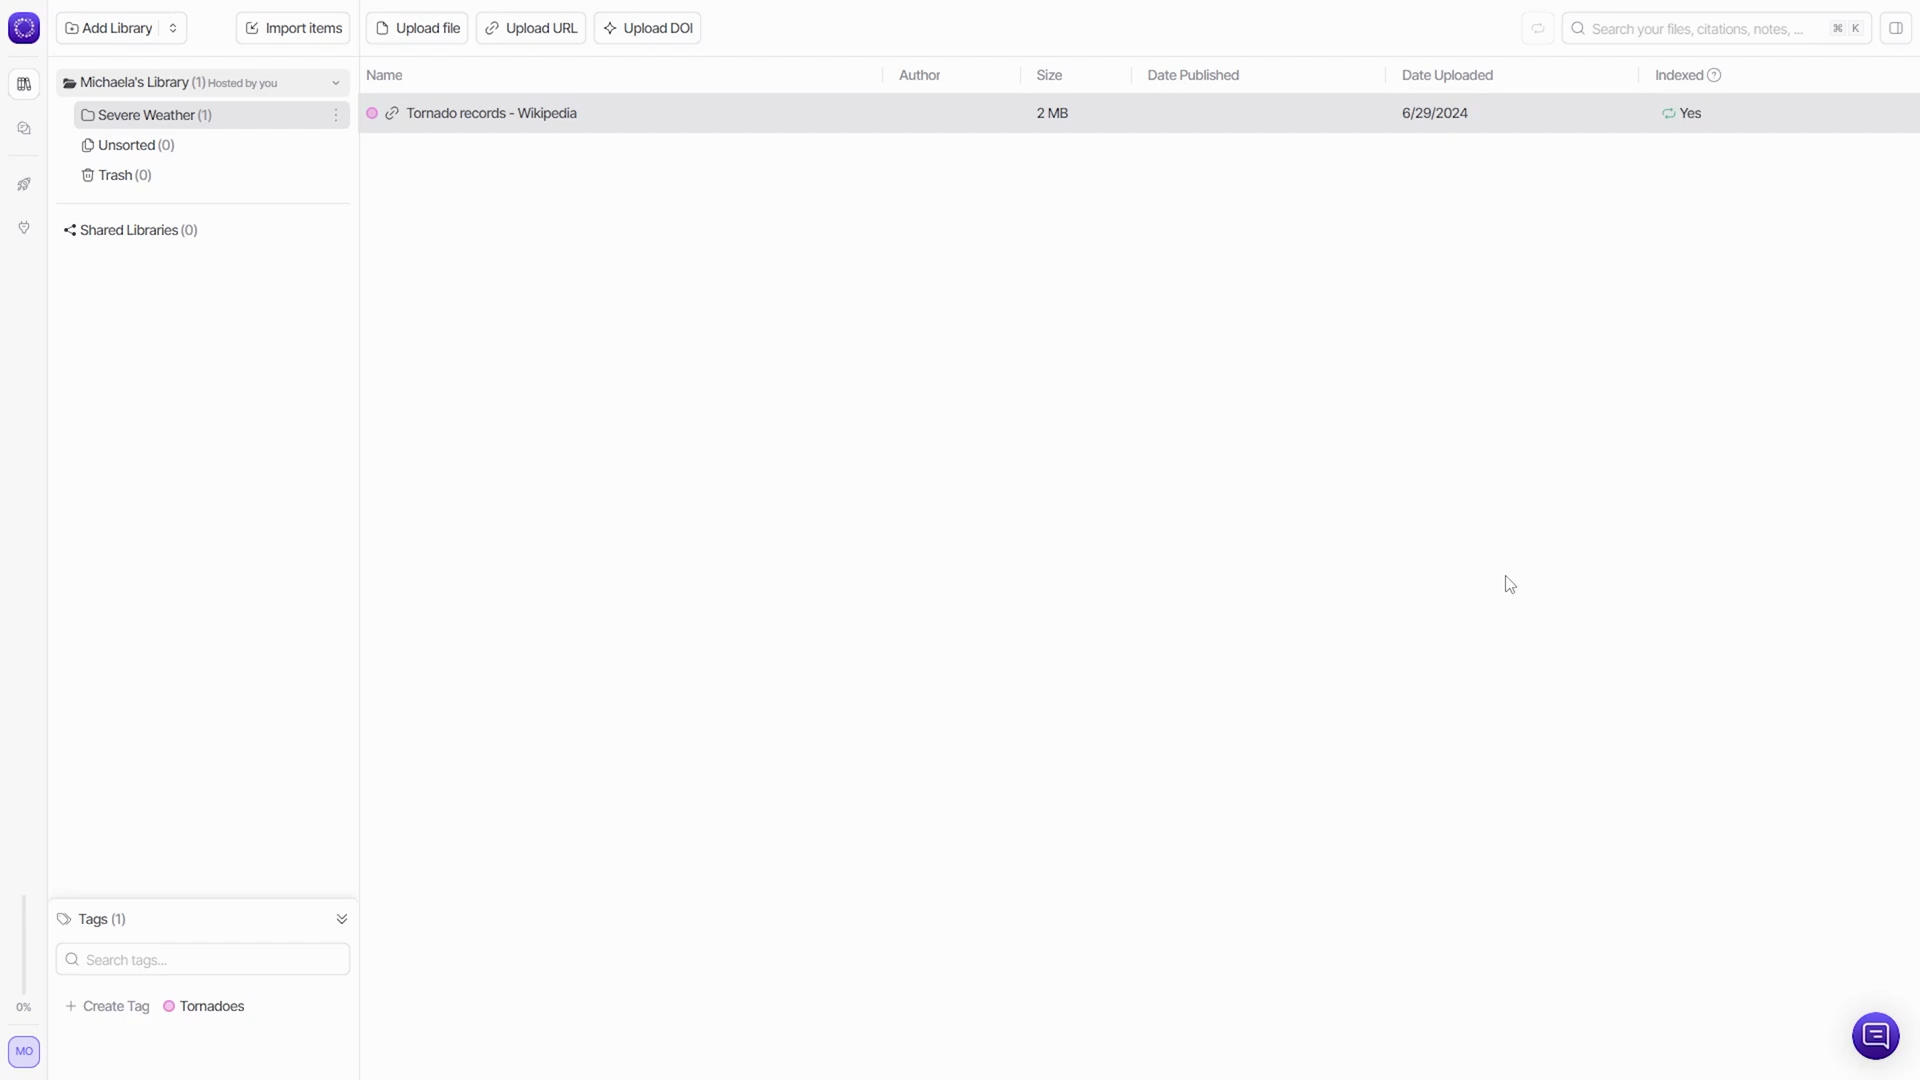 Add Library
Import items
Upload file
Upload URL
Upload DOI
Search your files, citations, notes, ...
⌘ K
Michaela's Library (1) Hosted by you
Severe Weather (1)
Unsorted (0)
Trash (0)
Shared Libraries (0)
Name
Author
Size
Date Published
Date Uploaded
Indexed ?
Tornado records - Wikipedia
2 MB
6/29/2024
Yes
Tags (1)
Search tags...
+ Create Tag
Tornadoes
0%
MO